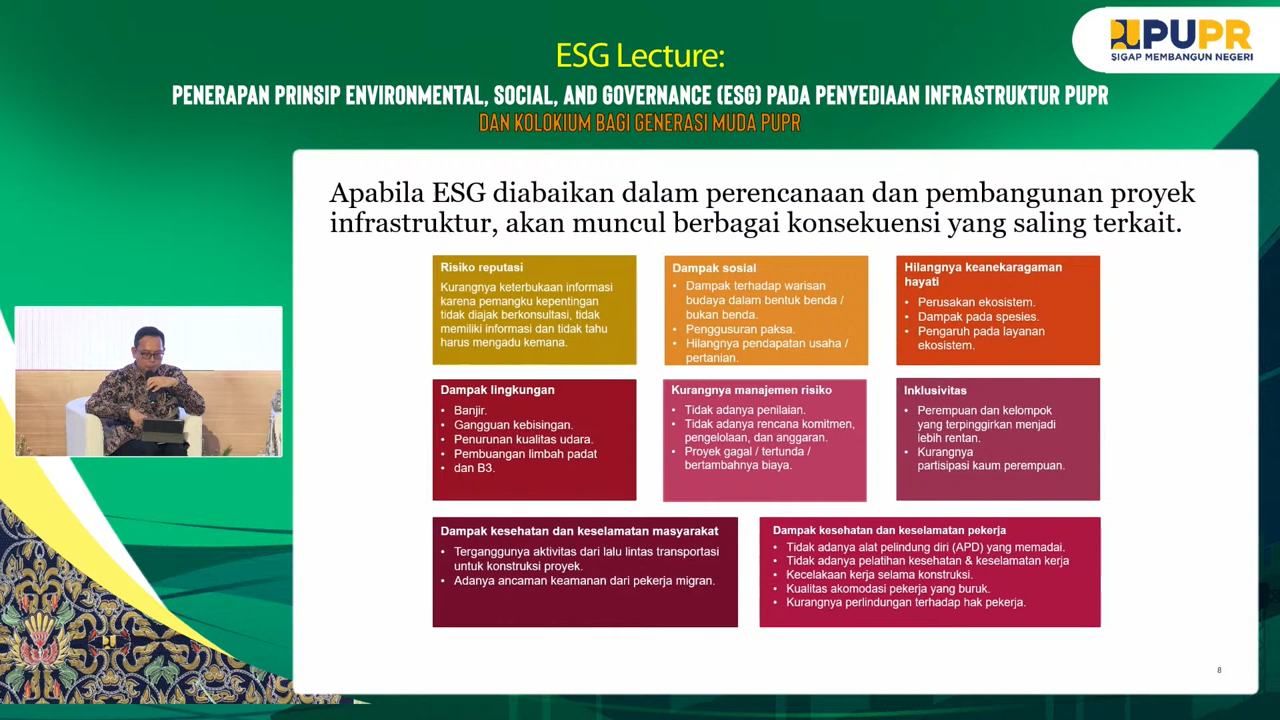 ESG Lecture:
PENERAPAN PRINSIP ENVIRONMENTAL, SOCIAL, AND GOVERNANCE (ESG) PADA PENYEDIAAN INFRASTRUKTUR PUPR
DAN KOLOKIUM BAGI GENERASI MUDA PUPR
PUPR
SIGAP MEMBANGUN NEGERI
Apabila ESG diabaikan dalam perencanaan dan pembangunan proyek
infrastruktur, akan muncul berbagai konsekuensi yang saling terkait.
Risiko reputasi
Kurangnya keterbukaan informasi
karena pemangku kepentingan
tidak diajak berkonsultasi, tidak
memiliki informasi dan tidak tahu
harus mengadu kemana.
Dampak sosial
• Dampak terhadap warisan
budaya dalam bentuk benda /
bukan benda.
• Penggusuran paksa.
• Hilangnya pendapatan usaha /
pertanian.
Hilangnya keanekaragaman
hayati
• Perusakan ekosistem.
• Dampak pada spesies.
• Pengaruh pada layanan
ekosistem.
Dampak lingkungan
• Banjir.
• Gangguan kebisingan.
• Penurunan kualitas udara.
• Pembuangan limbah padat
• dan B3.
Kurangnya manajemen risiko
• Tidak adanya penilaian.
• Tidak adanya rencana komitmen,
pengelolaan, dan anggaran.
• Proyek gagal / tertunda /
bertambahnya biaya.
Inklusivitas
• Perempuan dan kelompok
yang terpinggirkan menjadi
lebih rentan.
• Kurangnya
partisipasi kaum perempuan.
Dampak kesehatan dan keselamatan masyarakat
• Terganggunya aktivitas dari lalu lintas transportasi
untuk konstruksi proyek.
• Adanya ancaman keamanan dari pekerja migran.
Dampak kesehatan dan keselamatan pekerja
• Tidak adanya alat pelindung diri (APD) yang memadai.
• Tidak adanya pelatihan kesehatan & keselamatan kerja
• Kecelakaan kerja selama konstruksi.
• Kualitas akomodasi pekerja yang buruk.
• Kurangnya perlindungan terhadap hak pekerja.
8